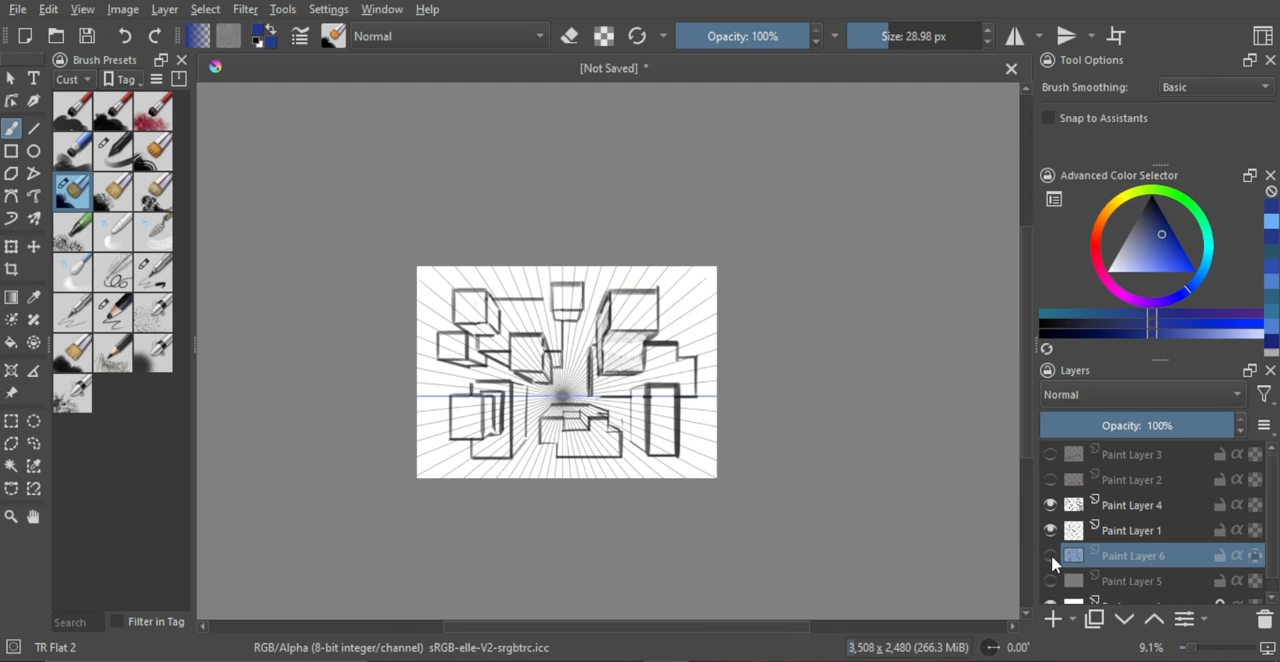 File Edit View Image Layer Select Filter Tools Settings Window Help
Normal Opacity: 100% Size: 28.98 px
Brush Presets [Not Saved] * Tool Options
Cust Tag Brush Smoothing: Basic
Snap to Assistants
Advanced Color Selector
Layers
Normal
Opacity: 100%
Paint Layer 3
Paint Layer 2
Paint Layer 4
Paint Layer 1
Paint Layer 6
Paint Layer 5
Search Filter in Tag
TR Flat 2 RGB/Alpha (8-bit integer/channel) sRGB-elle-V2-srgbtrc.icc 3,508 x 2,480 (266.3 MiB) 0.00° 9.1%